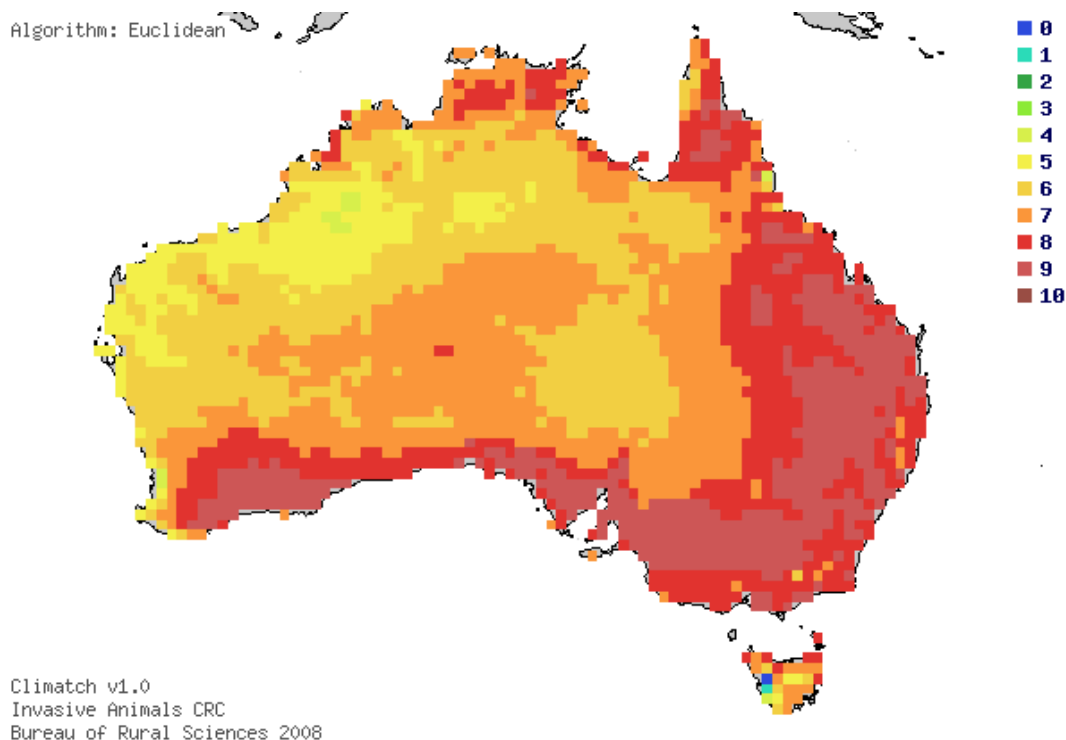 Algorithm: Euclidean
0
1
2
3
4
5
6
7
8
9
10
Climatch v1.0
Invasive Animals CRC
Bureau of Rural Sciences 2008